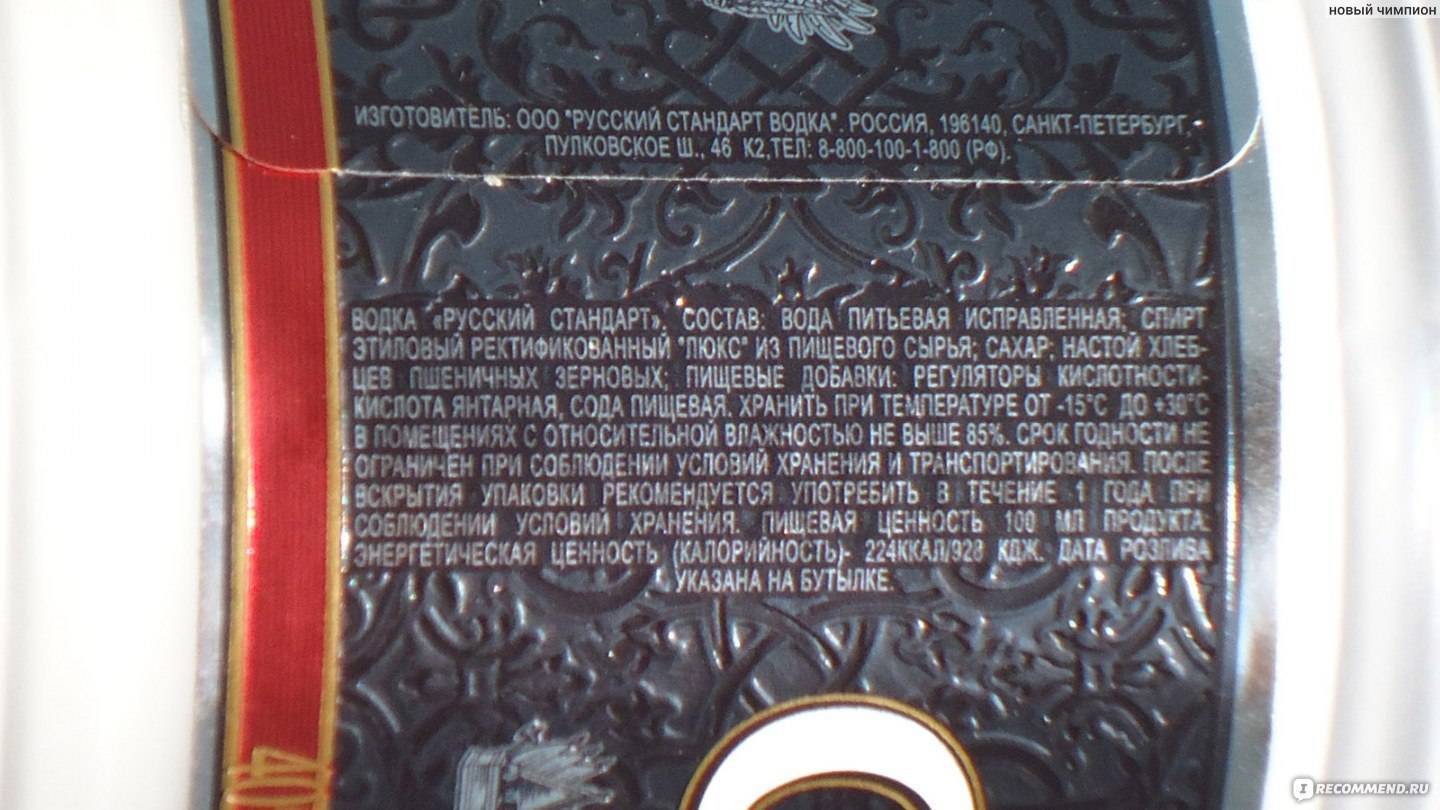 новый чимпион
ИЗГОТОВИТЕЛЬ: ООО "РУССКИЙ СТАНДАРТ ВОДКА". РОССИЯ, 196140, САНКТ-ПЕТЕРБУРГ,
ПУЛКОВСКОЕ Ш., 46 К2,ТЕЛ: 8-800-100-1-800 (РФ).
ВОДКА «РУССКИЙ СТАНДАРТ». СОСТАВ: ВОДА ПИТЬЕВАЯ ИСПРАВЛЕННАЯ; СПИРТ
ЭТИЛОВЫЙ РЕКТИФИКОВАННЫЙ "ЛЮКС" ИЗ ПИЩЕВОГО СЫРЬЯ; САХАР; НАСТОЙ ХЛЕБ-
ЦЕВ ПШЕНИЧНЫХ ЗЕРНОВЫХ; ПИЩЕВЫЕ ДОБАВКИ: РЕГУЛЯТОРЫ КИСЛОТНОСТИ-
КИСЛОТА ЯНТАРНАЯ, СОДА ПИЩЕВАЯ. ХРАНИТЬ ПРИ ТЕМПЕРАТУРЕ ОТ -15°С ДО +30°С
В ПОМЕЩЕНИЯХ С ОТНОСИТЕЛЬНОЙ ВЛАЖНОСТЬЮ НЕ ВЫШЕ 85%. СРОК ГОДНОСТИ НЕ
ОГРАНИЧЕН ПРИ СОБЛЮДЕНИИ УСЛОВИЙ ХРАНЕНИЯ И ТРАНСПОРТИРОВАНИЯ. ПОСЛЕ
ВСКРЫТИЯ УПАКОВКИ РЕКОМЕНДУЕТСЯ УПОТРЕБИТЬ В ТЕЧЕНИЕ 1 ГОДА ПРИ
СОБЛЮДЕНИИ УСЛОВИЙ ХРАНЕНИЯ. ПИЩЕВАЯ ЦЕННОСТЬ 100 МЛ ПРОДУКТА:
ЭНЕРГЕТИЧЕСКАЯ ЦЕННОСТЬ (КАЛОРИЙНОСТЬ)- 224ККАЛ/928 КДЖ. ДАТА РОЗЛИВА
УКАЗАНА НА БУТЫЛКЕ.
IRECOMMEND.RU